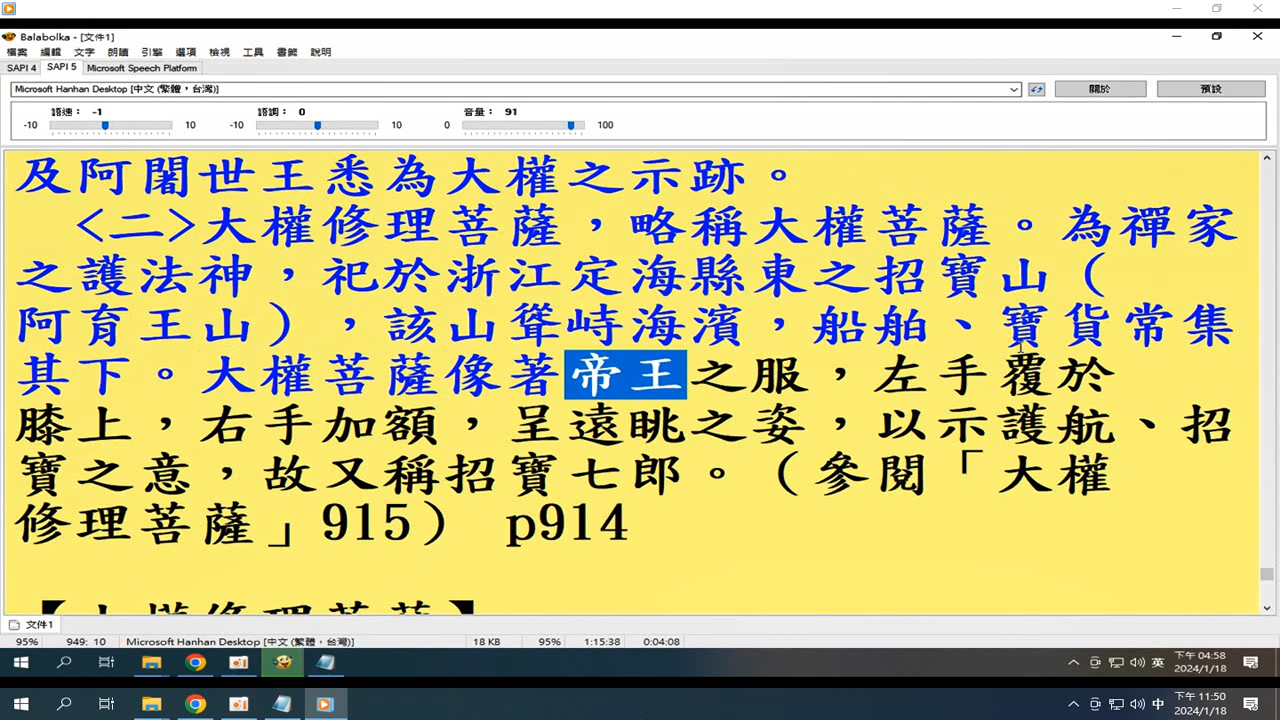 Balabolka - [文件1]
檔案 編輯 文字 朗讀 引擎 選項 檢視 工具 書籤 說明
SAPI 4 SAPI 5 Microsoft Speech Platform
Microsoft Hanhan Desktop [中文 (繁體，台灣)] 關於 預設
語速： -1 語調： 0 音量： 91
-10 10 -10 10 0 100
及阿闍世王悉為大權之示跡。
<二>大權修理菩薩，略稱大權菩薩。為禪家
之護法神，祀於浙江定海縣東之招寶山（
阿育王山），該山聳峙海濱，船舶、寶貨常集
其下。大權菩薩像著帝王之服，左手覆於
膝上，右手加額，呈遠眺之姿，以示護航、招
寶之意，故又稱招寶七郎。（參閱「大權
修理菩薩」915） p914
【大權修理菩薩】
文件1
95% 949: 10 Microsoft Hanhan Desktop [中文 (繁體，台灣)] 18 KB 95% 1:15:38 0:04:08
英 下午 04:58
2024/1/18
中 下午 11:50
2024/1/18